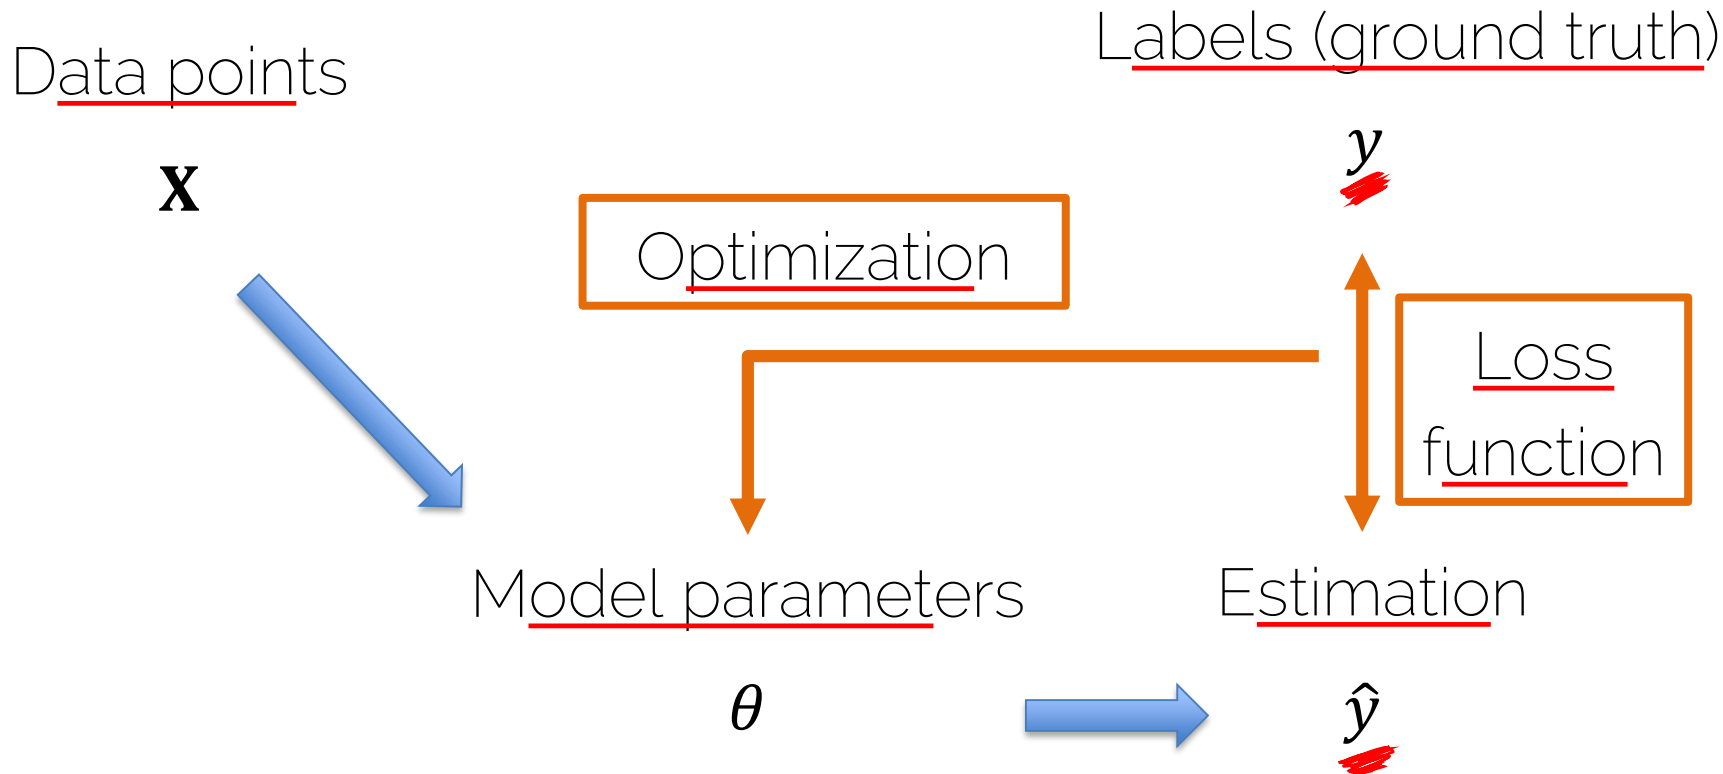 Data points
x
Labels (ground truth)
y
Optimization
Loss
function
Model parameters
θ
Estimation
ŷ